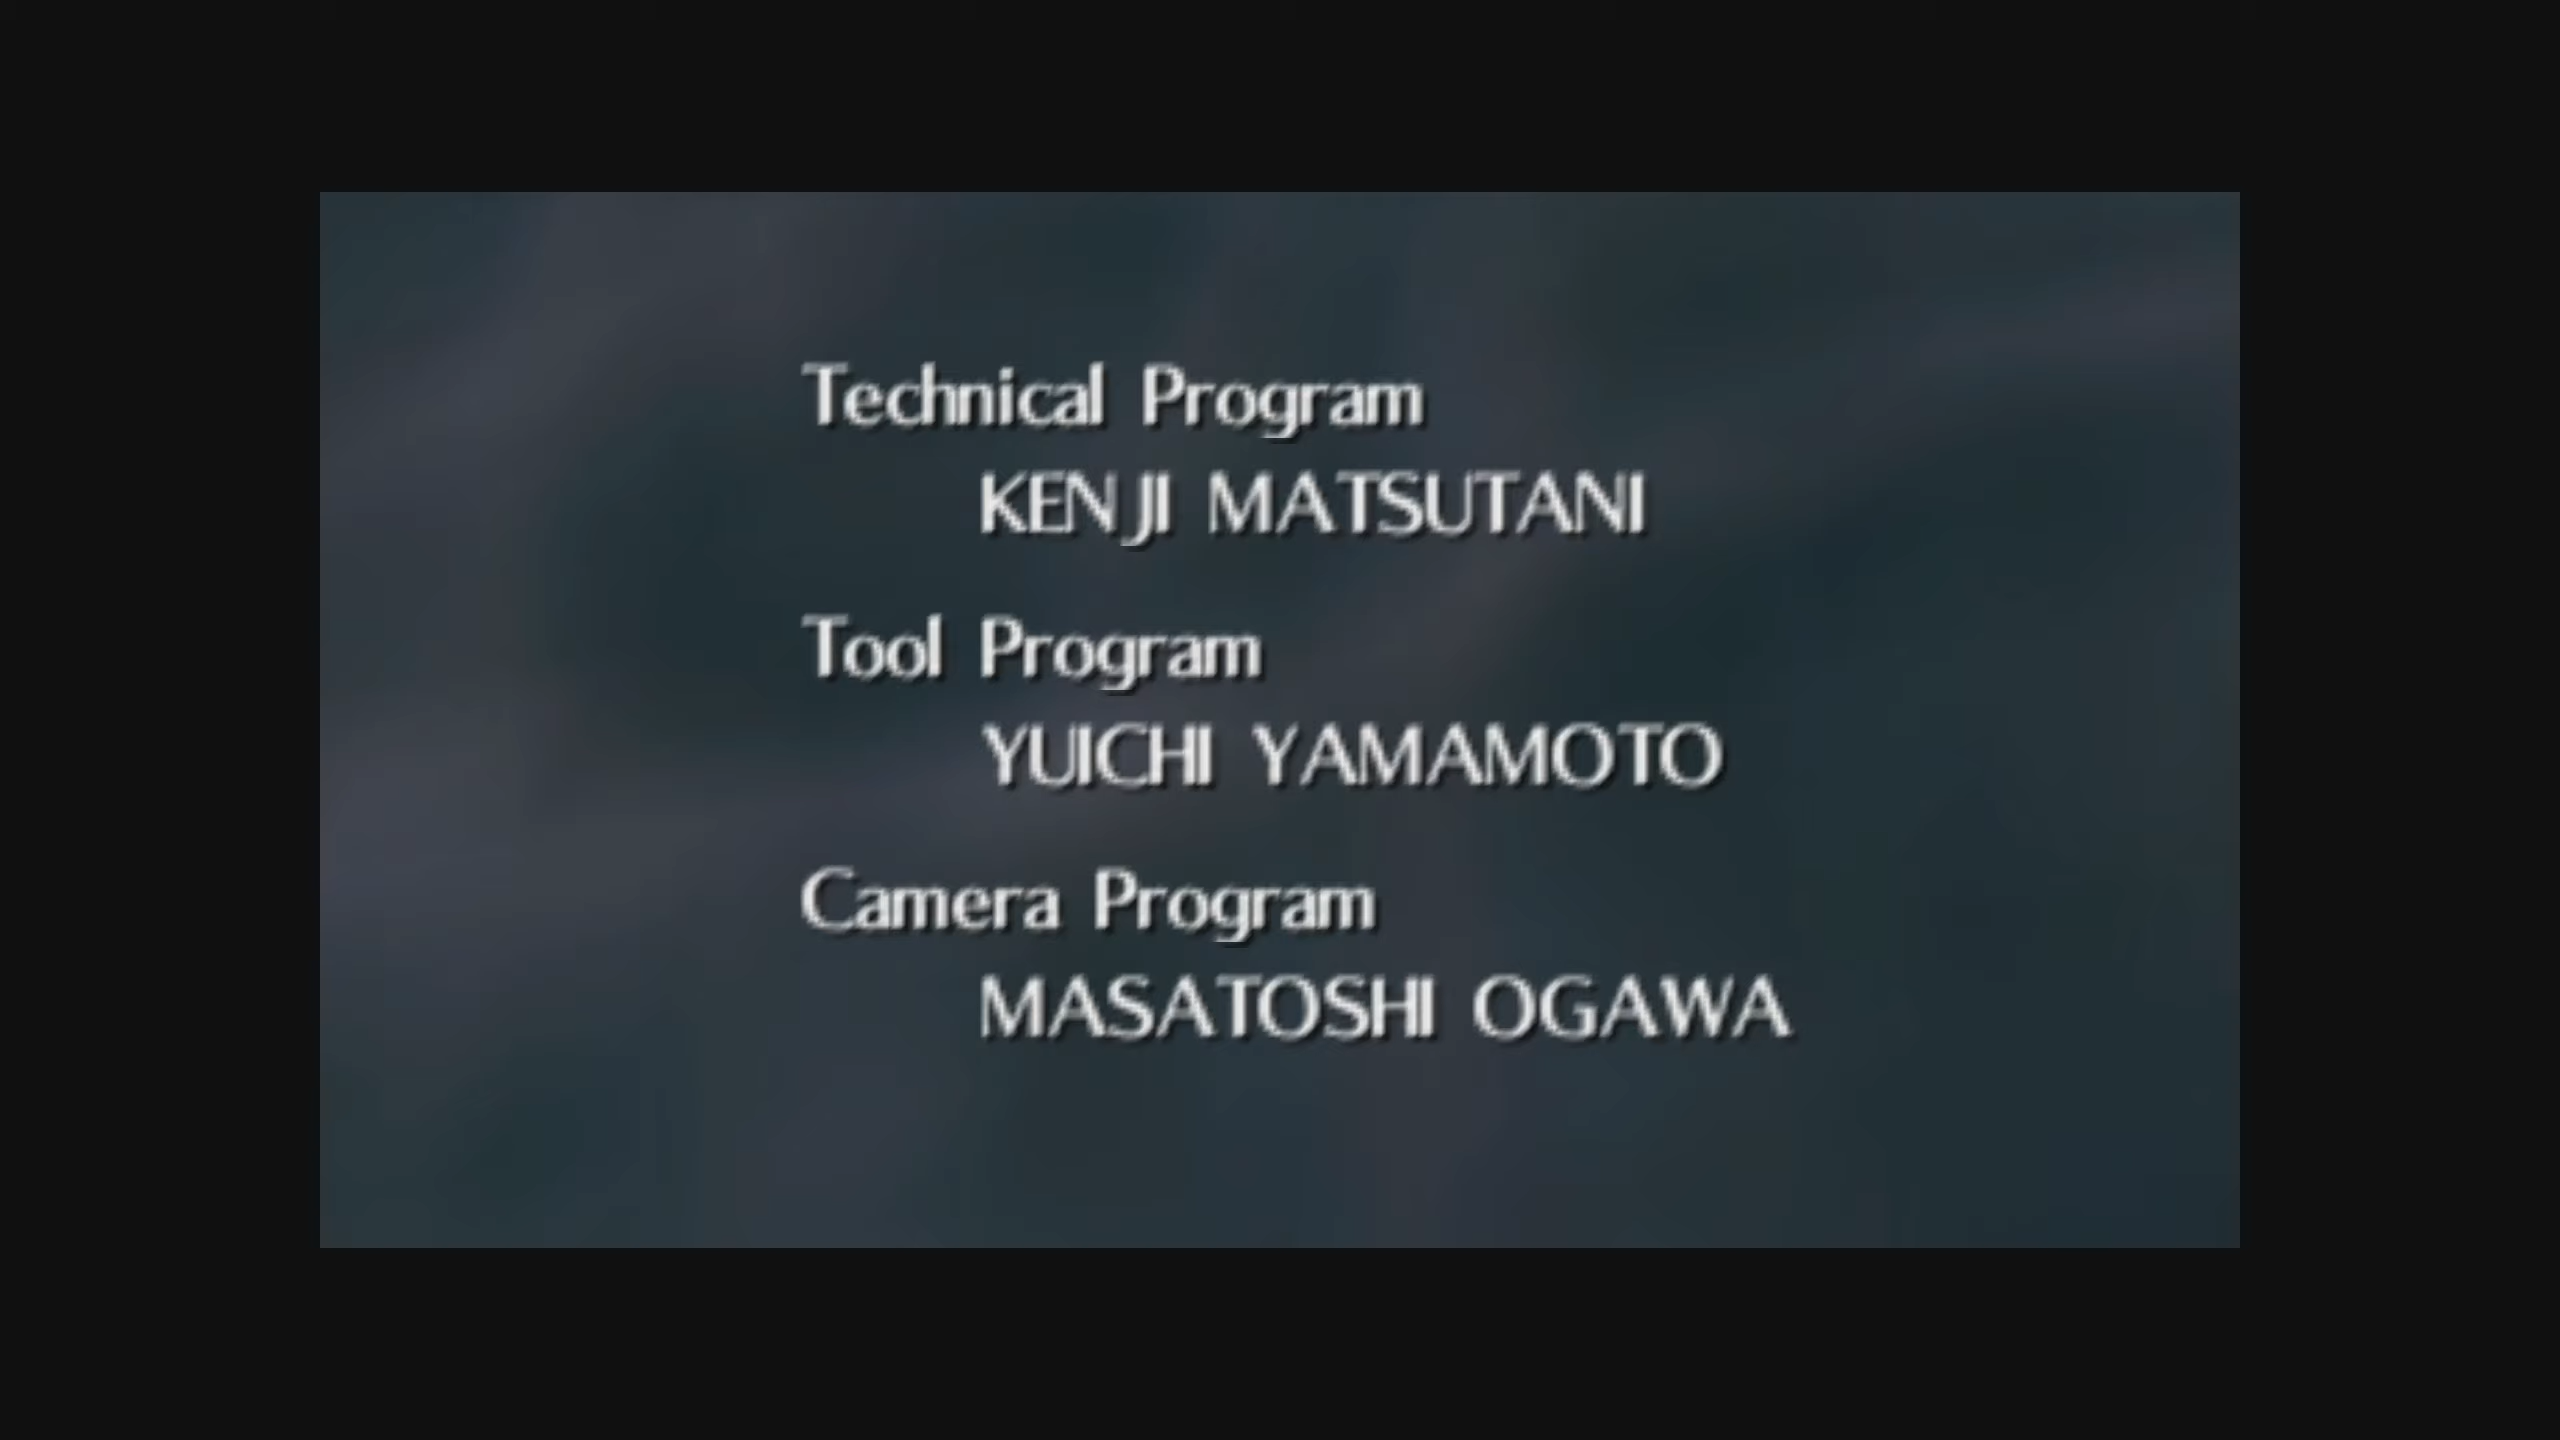 Technical Program
KENJI MATSUTANI
Tool Program
YUICHI YAMAMOTO
Camera Program
MASATOSHI OGAWA